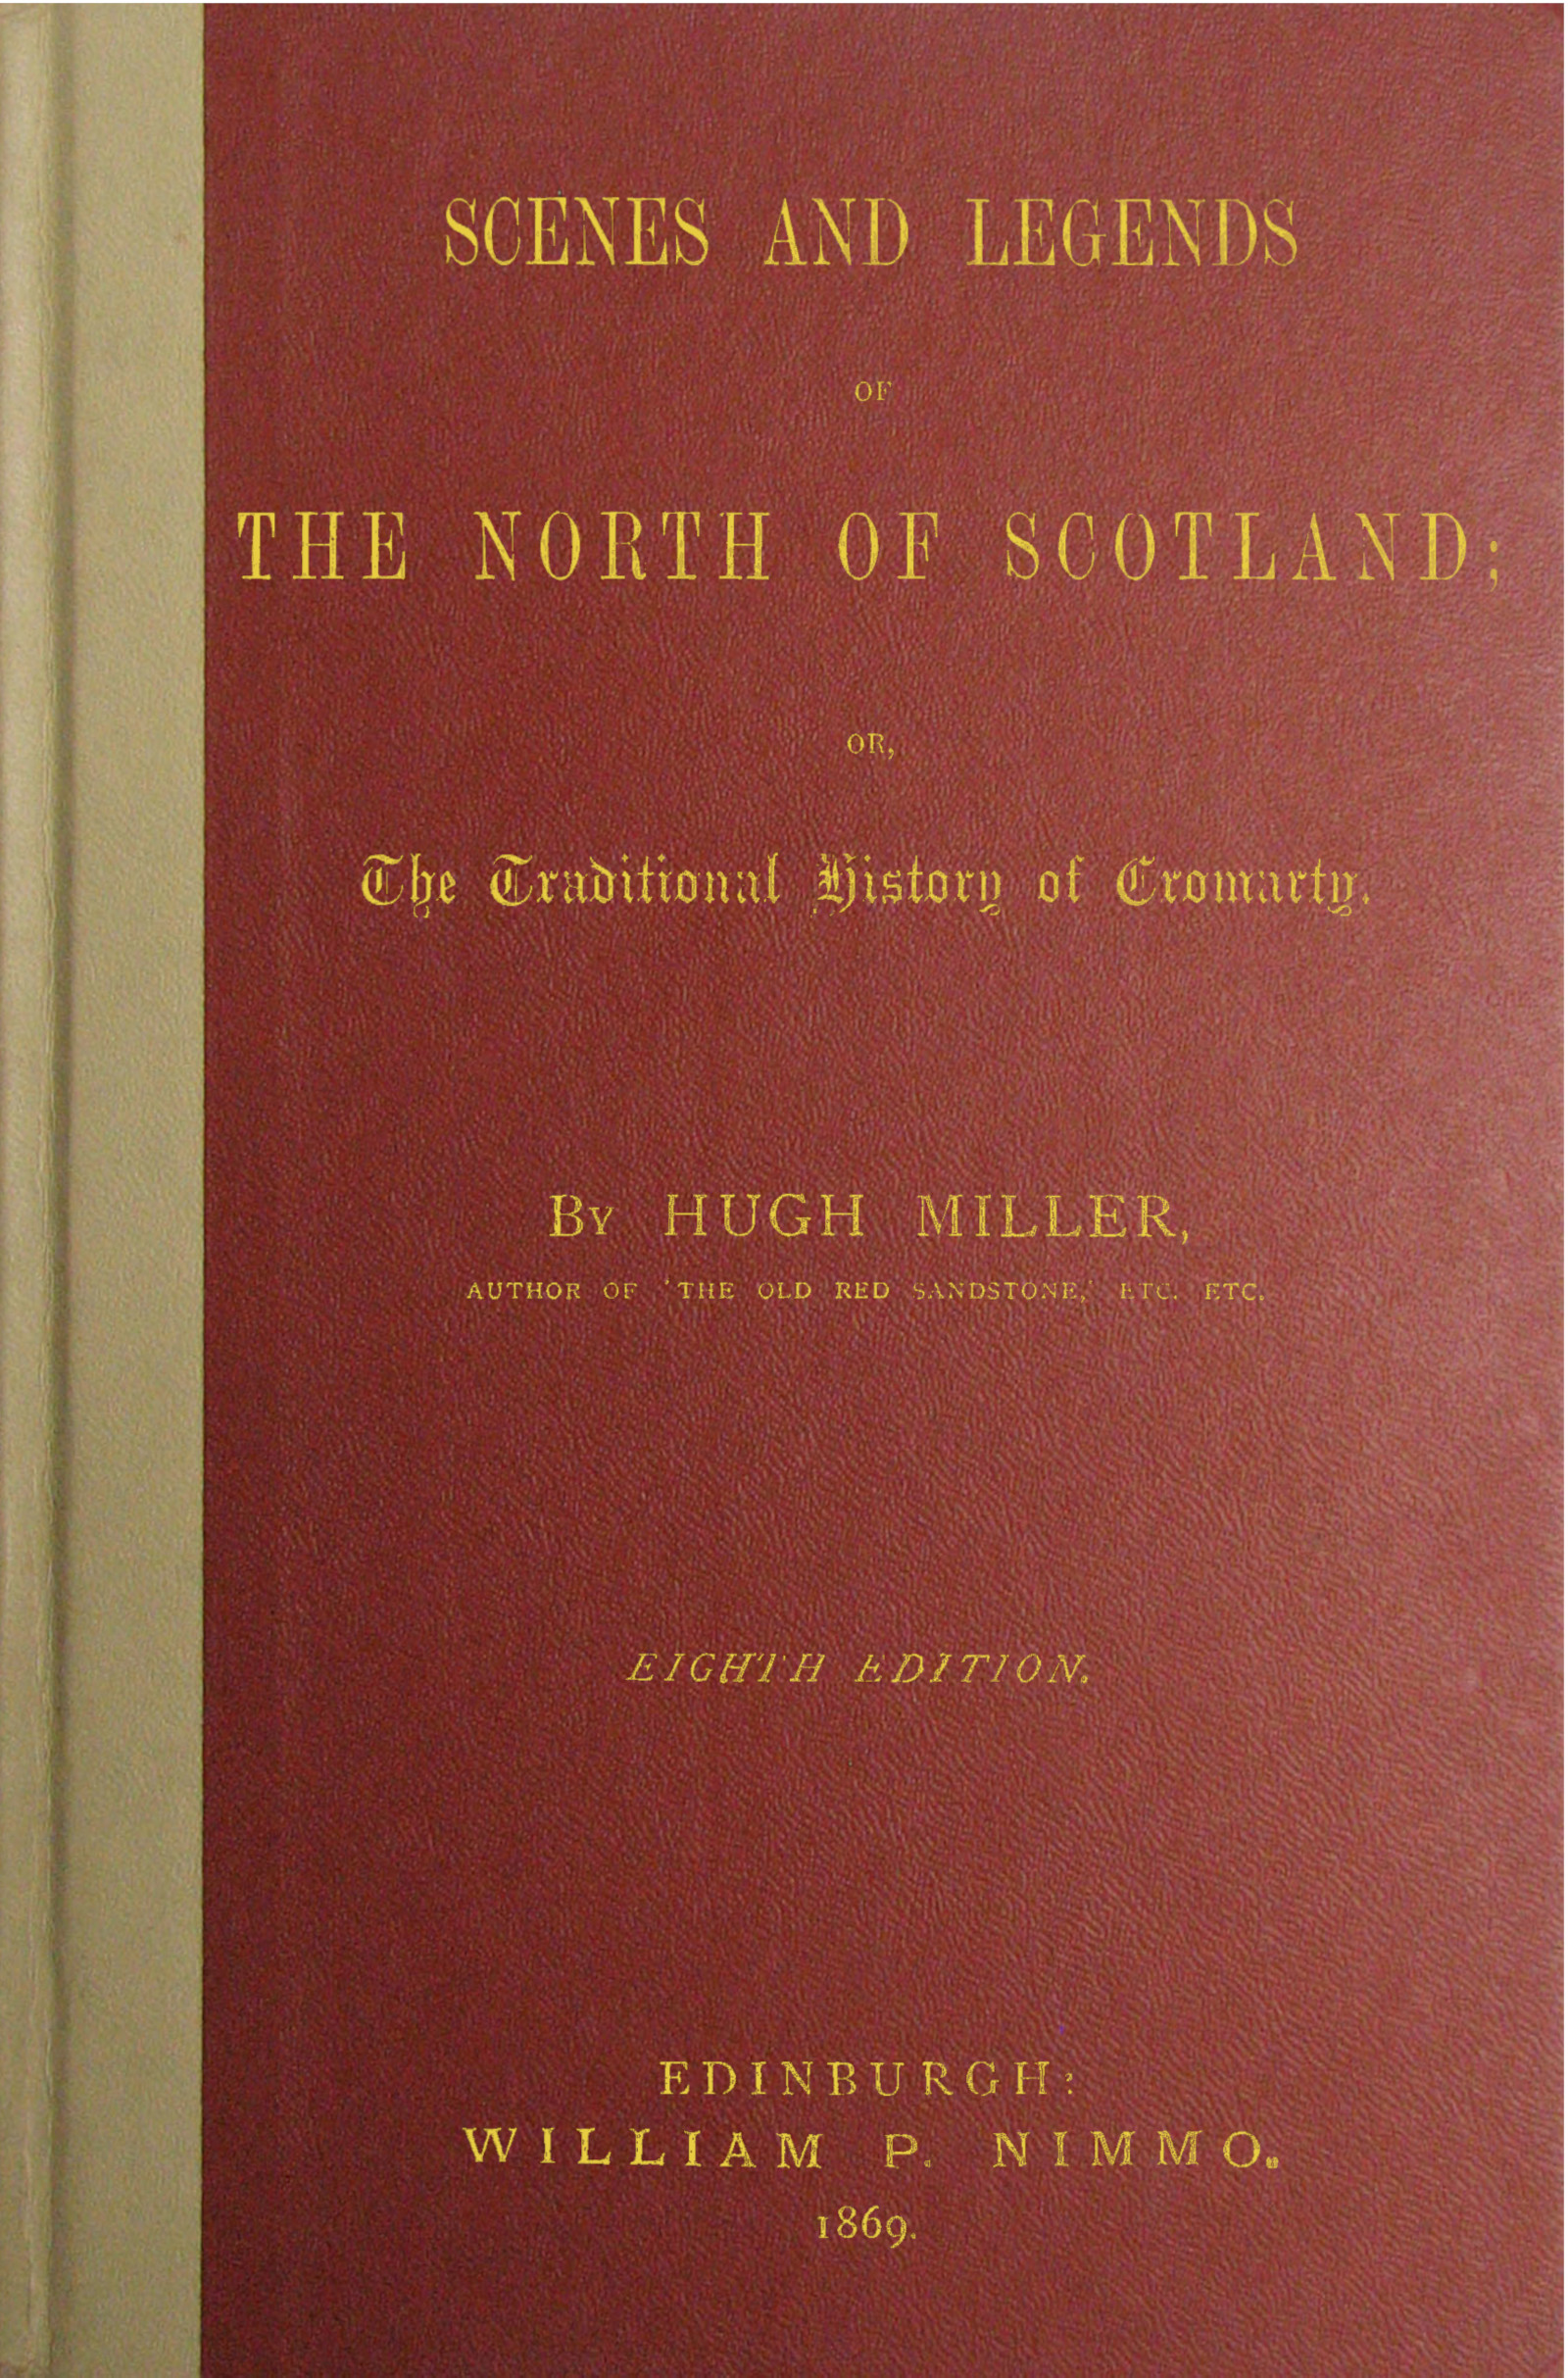 SCENES AND LEGENDS
OF
THE NORTH OF SCOTLAND;
OR,
The Traditional History of Cromarty.
By HUGH MILLER,
AUTHOR OF 'THE OLD RED SANDSTONE,' ETC. ETC.
EIGHTH EDITION.
EDINBURGH:
WILLIAM P. NIMMO.
1869.